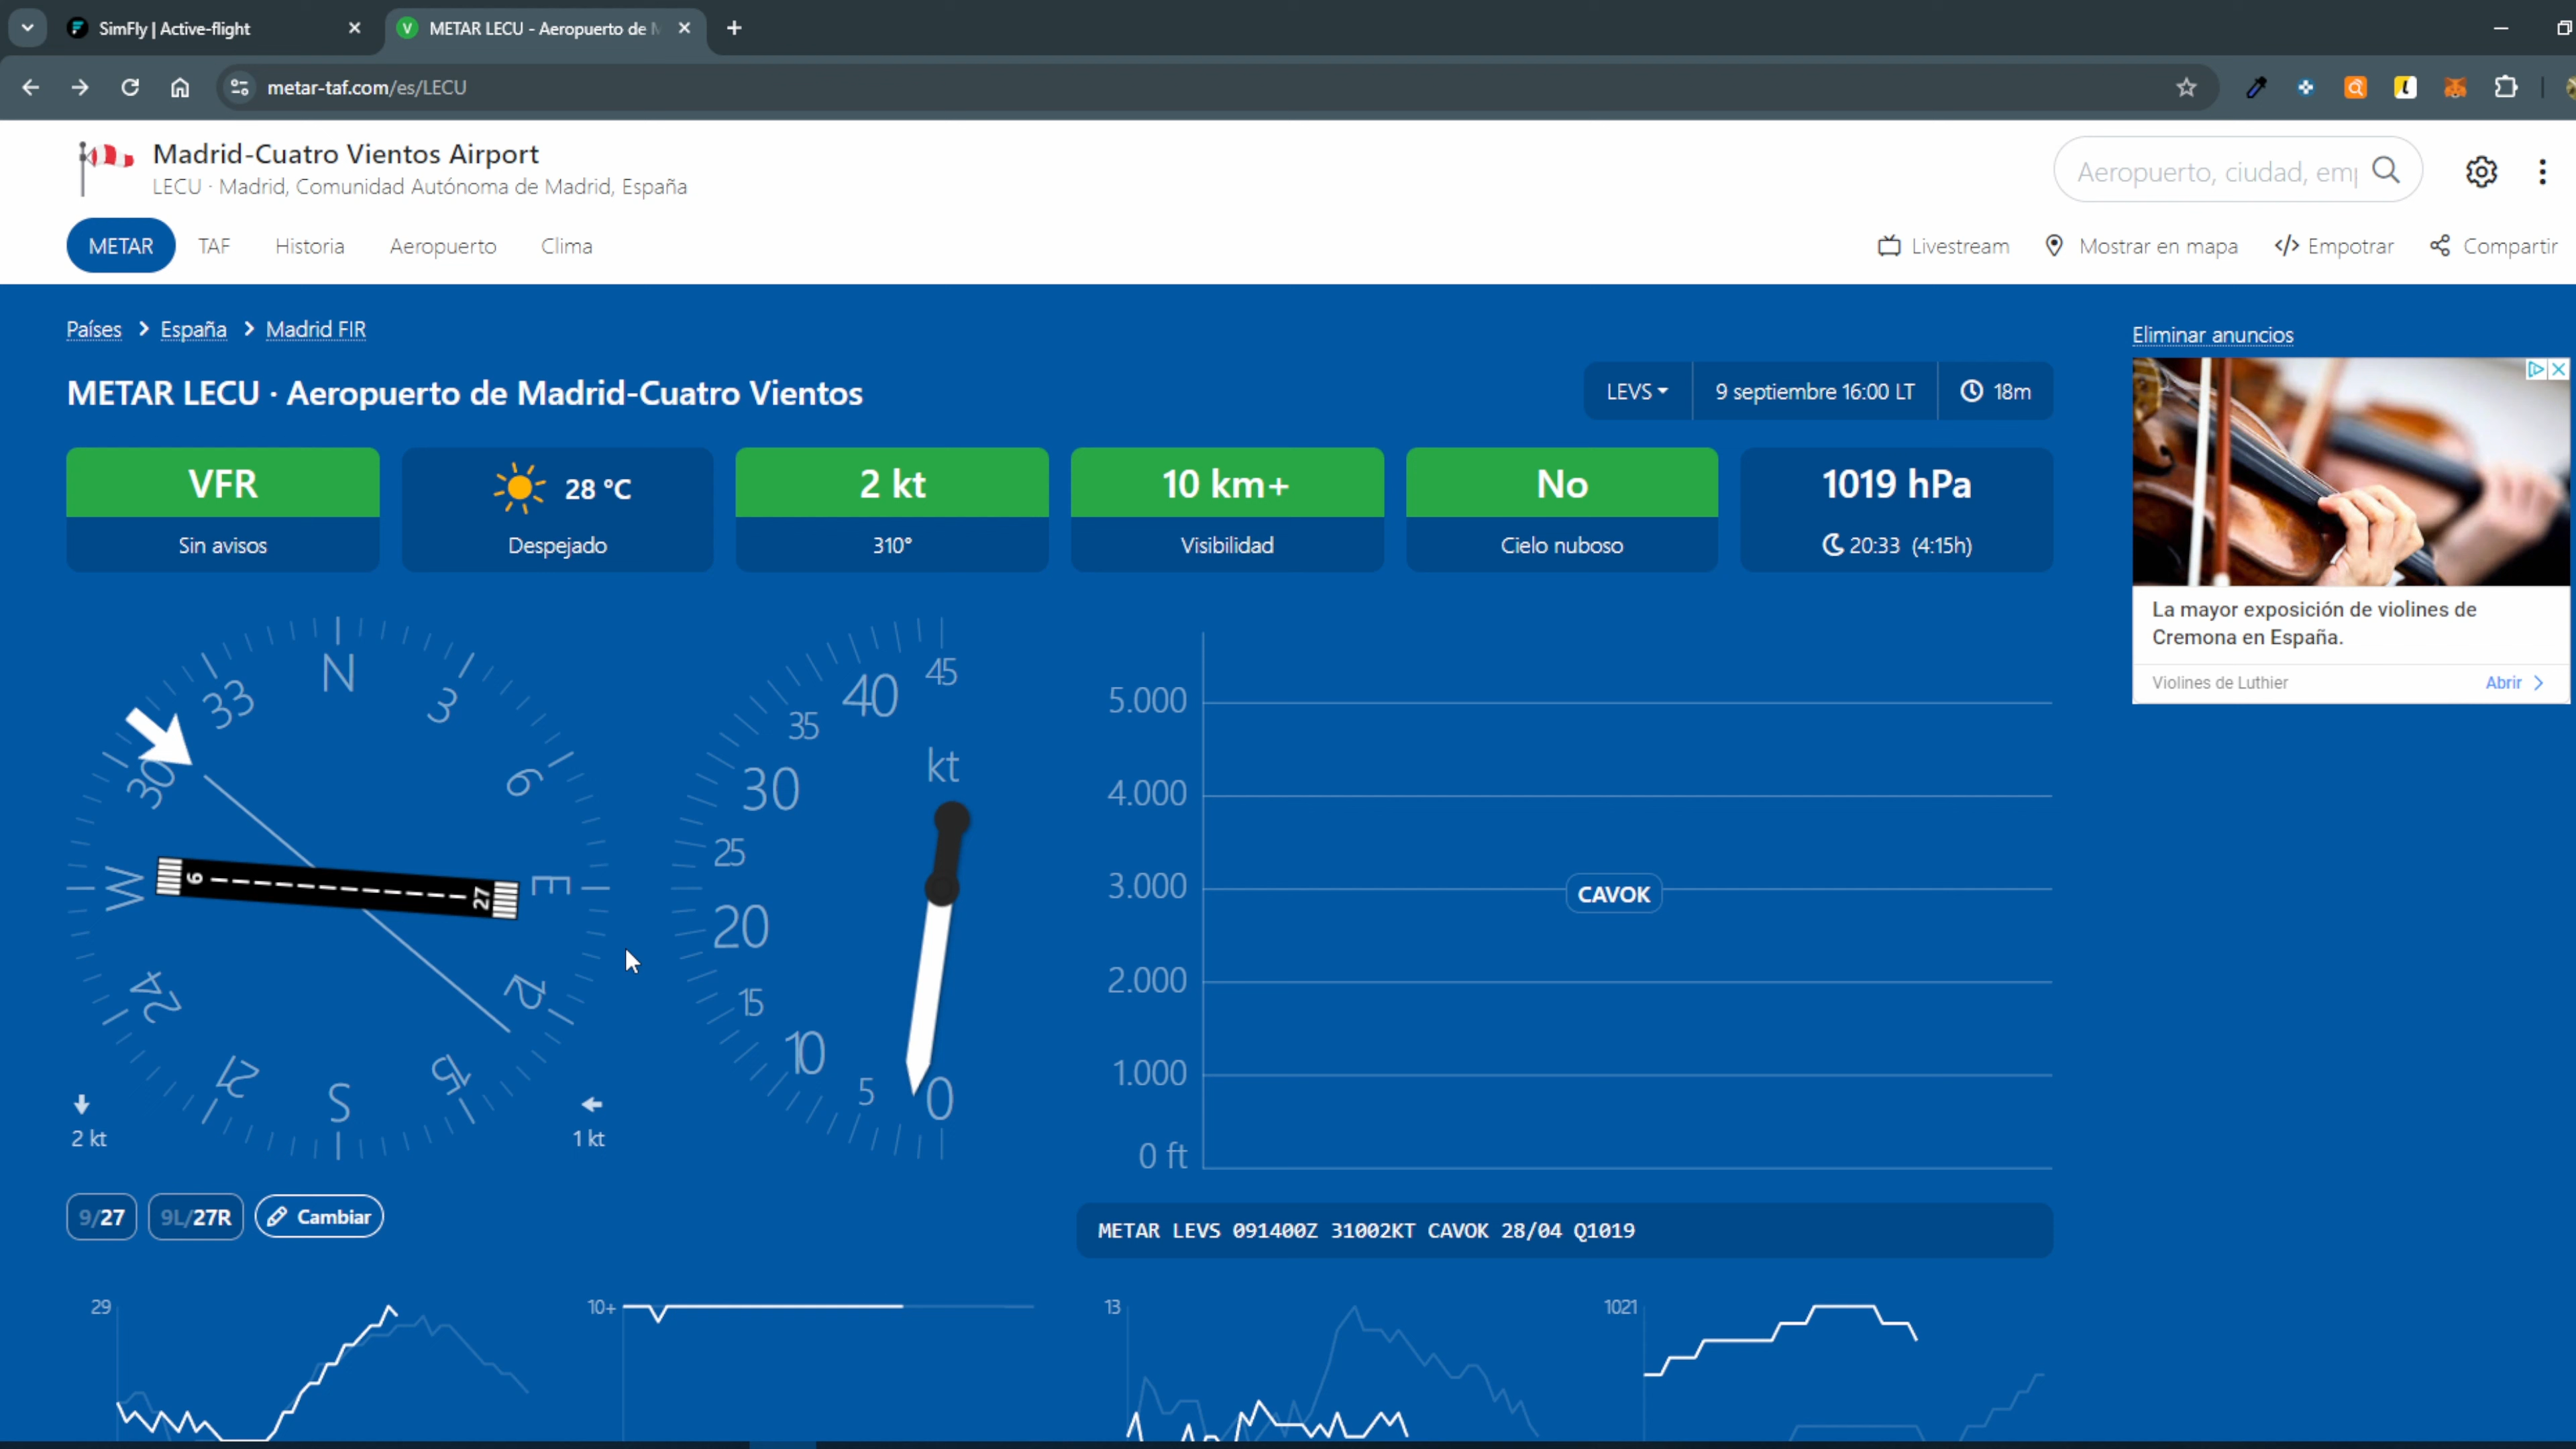 SimFly | Active-flight
METAR LECU - Aeropuerto de M
metar-taf.com/es/LECU
Madrid-Cuatro Vientos Airport
LECU · Madrid, Comunidad Autónoma de Madrid, España
Aeropuerto, ciudad, emp
METAR TAF Historia Aeropuerto Clima
Livestream Mostrar en mapa </> Empotrar Compartir
Países > España > Madrid FIR
Eliminar anuncios
METAR LECU · Aeropuerto de Madrid-Cuatro Vientos
LEVS 9 septiembre 16:00 LT 18m
VFR
Sin avisos
28 °C
Despejado
2 kt
310°
10 km+
Visibilidad
No
Cielo nuboso
1019 hPa
20:33 (4:15h)
La mayor exposición de violines de
Cremona en España.
Violines de Luthier
Abrir
N
3
6
E
12
15
S
21
24
W
30
33
9
27
2 kt
1 kt
45
40
35
30
25
20
15
10
5
0
kt
5.000
4.000
3.000
2.000
1.000
0 ft
CAVOK
9/27 9L/27R Cambiar
METAR LEVS 091400Z 31002KT CAVOK 28/04 Q1019
29
10+
13
1021